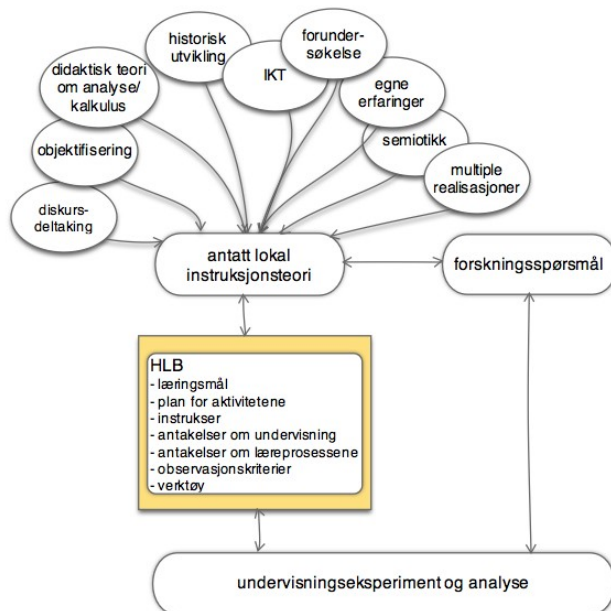 historisk
utvikling
forunder-
søkelse
IKT
didaktisk teori
om analyse/
kalkulus
egne
erfaringer
objektifisering
semiotikk
multiple
realisasjoner
diskurs-
deltaking
antatt lokal
instruksjonsteori
forskningsspørsmål
HLB
- læringsmål
- plan for aktivitetene
- instrukser
- antakelser om undervisning
- antakelser om læreprosessene
- observasjonskriterier
- verktøy
undervisningseksperiment og analyse